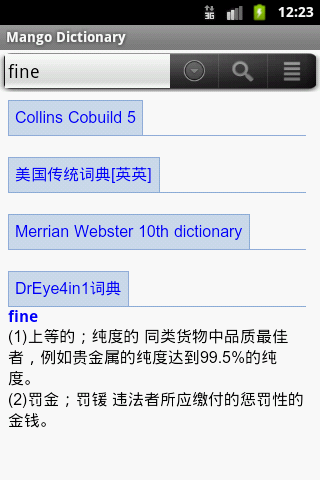 3G 12:23
Mango Dictionary
fine
Collins Cobuild 5
美国传统词典[英英]
Merrian Webster 10th dictionary
DrEye4in1词典
fine
(1)上等的；纯度的 同类货物中品质最佳
者，例如贵金属的纯度达到99.5%的纯
度。
(2)罚金；罚锾 违法者所应缴付的惩罚性的
金钱。